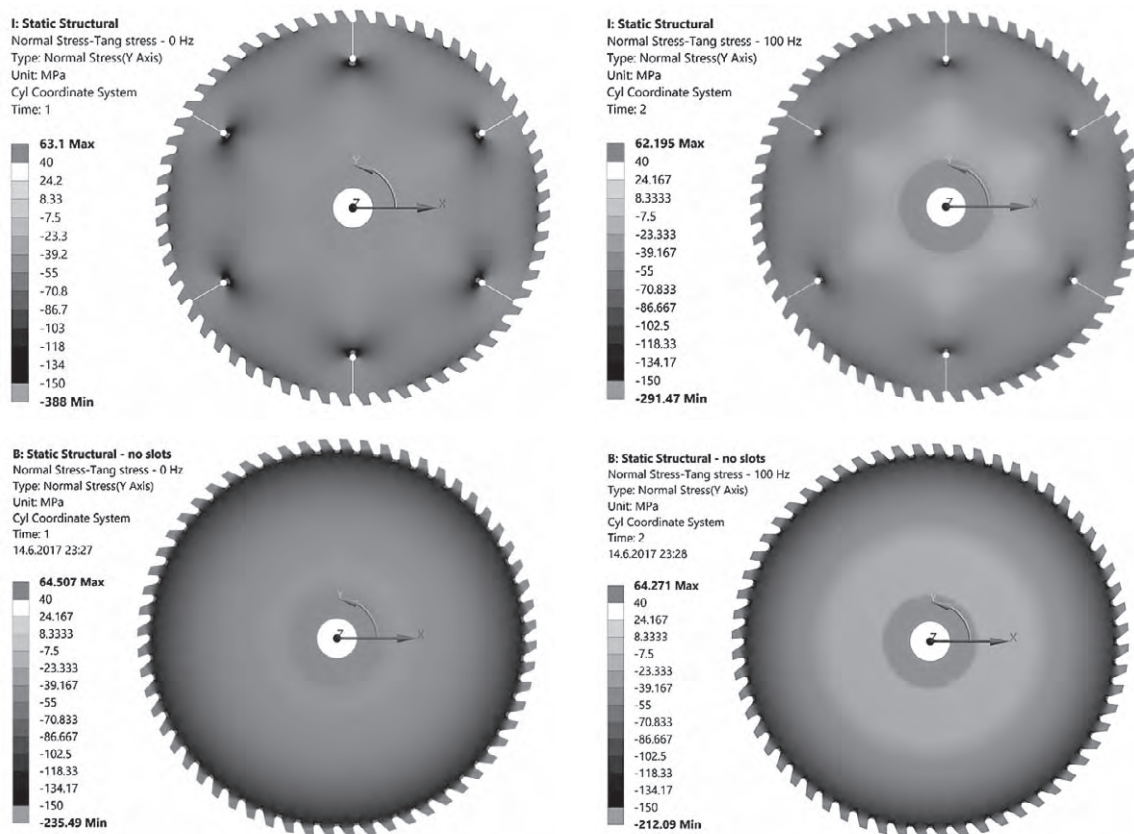 I: Static Structural
Normal Stress-Tang stress - 0 Hz
Type: Normal Stress(Y Axis)
Unit: MPa
Cyl Coordinate System
Time: 1
63.1 Max
40
24.2
8.33
-7.5
-23.3
-39.2
-55
-70.8
-86.7
-103
-118
-134
-150
-388 Min
Y
Z
X
I: Static Structural
Normal Stress-Tang stress - 100 Hz
Type: Normal Stress(Y Axis)
Unit: MPa
Cyl Coordinate System
Time: 2
62.195 Max
40
24.167
8.3333
-7.5
-23.333
-39.167
-55
-70.833
-86.667
-102.5
-118.33
-134.17
-150
-291.47 Min
Y
Z
X
B: Static Structural - no slots
Normal Stress-Tang stress - 0 Hz
Type: Normal Stress(Y Axis)
Unit: MPa
Cyl Coordinate System
Time: 1
14.6.2017 23:27
64.507 Max
40
24.167
8.3333
-7.5
-23.333
-39.167
-55
-70.833
-86.667
-102.5
-118.33
-134.17
-150
-235.49 Min
Y
Z
X
B: Static Structural - no slots
Normal Stress-Tang stress - 100 Hz
Type: Normal Stress(Y Axis)
Unit: MPa
Cyl Coordinate System
Time: 2
14.6.2017 23:28
64.271 Max
40
24.167
8.3333
-7.5
-23.333
-39.167
-55
-70.833
-86.667
-102.5
-118.33
-134.17
-150
-212.09 Min
Y
Z
X